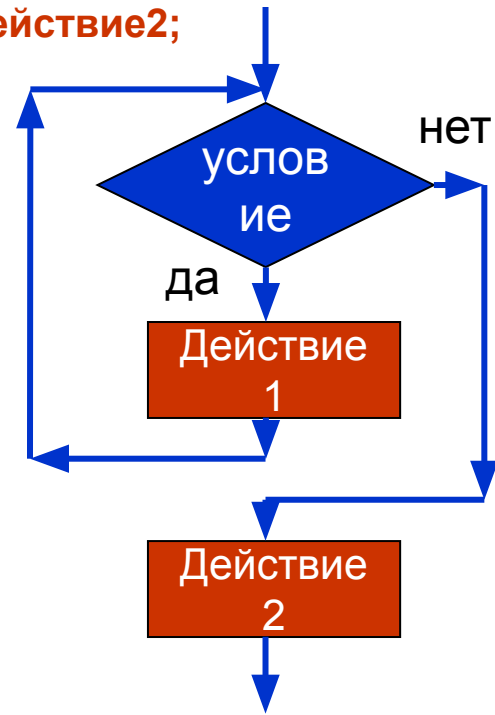 ействие2;
нет
услов
ие
да
Действие
1
Действие
2